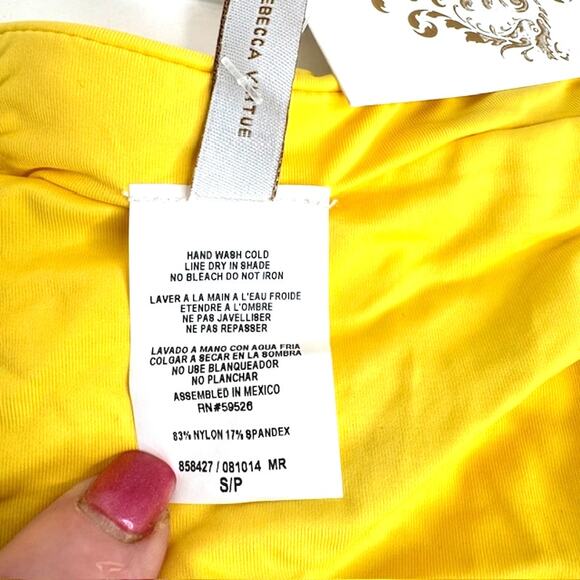 EBECCA VIRTUE
HAND WASH COLD
LINE DRY IN SHADE
NO BLEACH DO NOT IRON
LAVER A LA MAIN A L'EAU FROIDE
ETENDRE A L'OMBRE
NE PAS JAVELLISER
NE PAS REPASSER
LAVADO A MANO CON AGUA FRIA
COLGAR A SECAR EN LA SOMBRA
NO USE BLANQUEADOR
NO PLANCHAR
ASSEMBLED IN MEXICO
RN#59526
83% NYLON 17% SPANDEX
858427 / 081014 MR
S/P